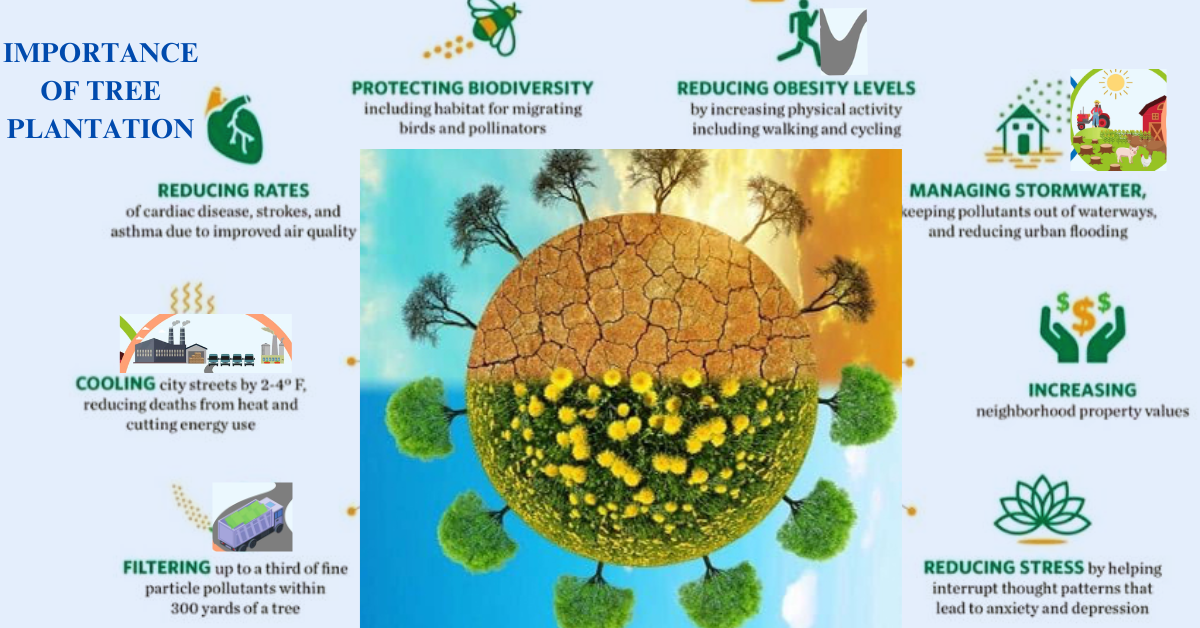 IMPORTANCE
OF TREE
PLANTATION
PROTECTING BIODIVERSITY
including habitat for migrating
birds and pollinators
REDUCING OBESITY LEVELS
by increasing physical activity
including walking and cycling
REDUCING RATES
of cardiac disease, strokes, and
asthma due to improved air quality
MANAGING STORMWATER,
keeping pollutants out of waterways,
and reducing urban flooding
COOLING city streets by 2-4º F,
reducing deaths from heat and
cutting energy use
$ $ $
INCREASING
neighborhood property values
FILTERING up to a third of fine
particle pollutants within
300 yards of a tree
REDUCING STRESS by helping
interrupt thought patterns that
lead to anxiety and depression